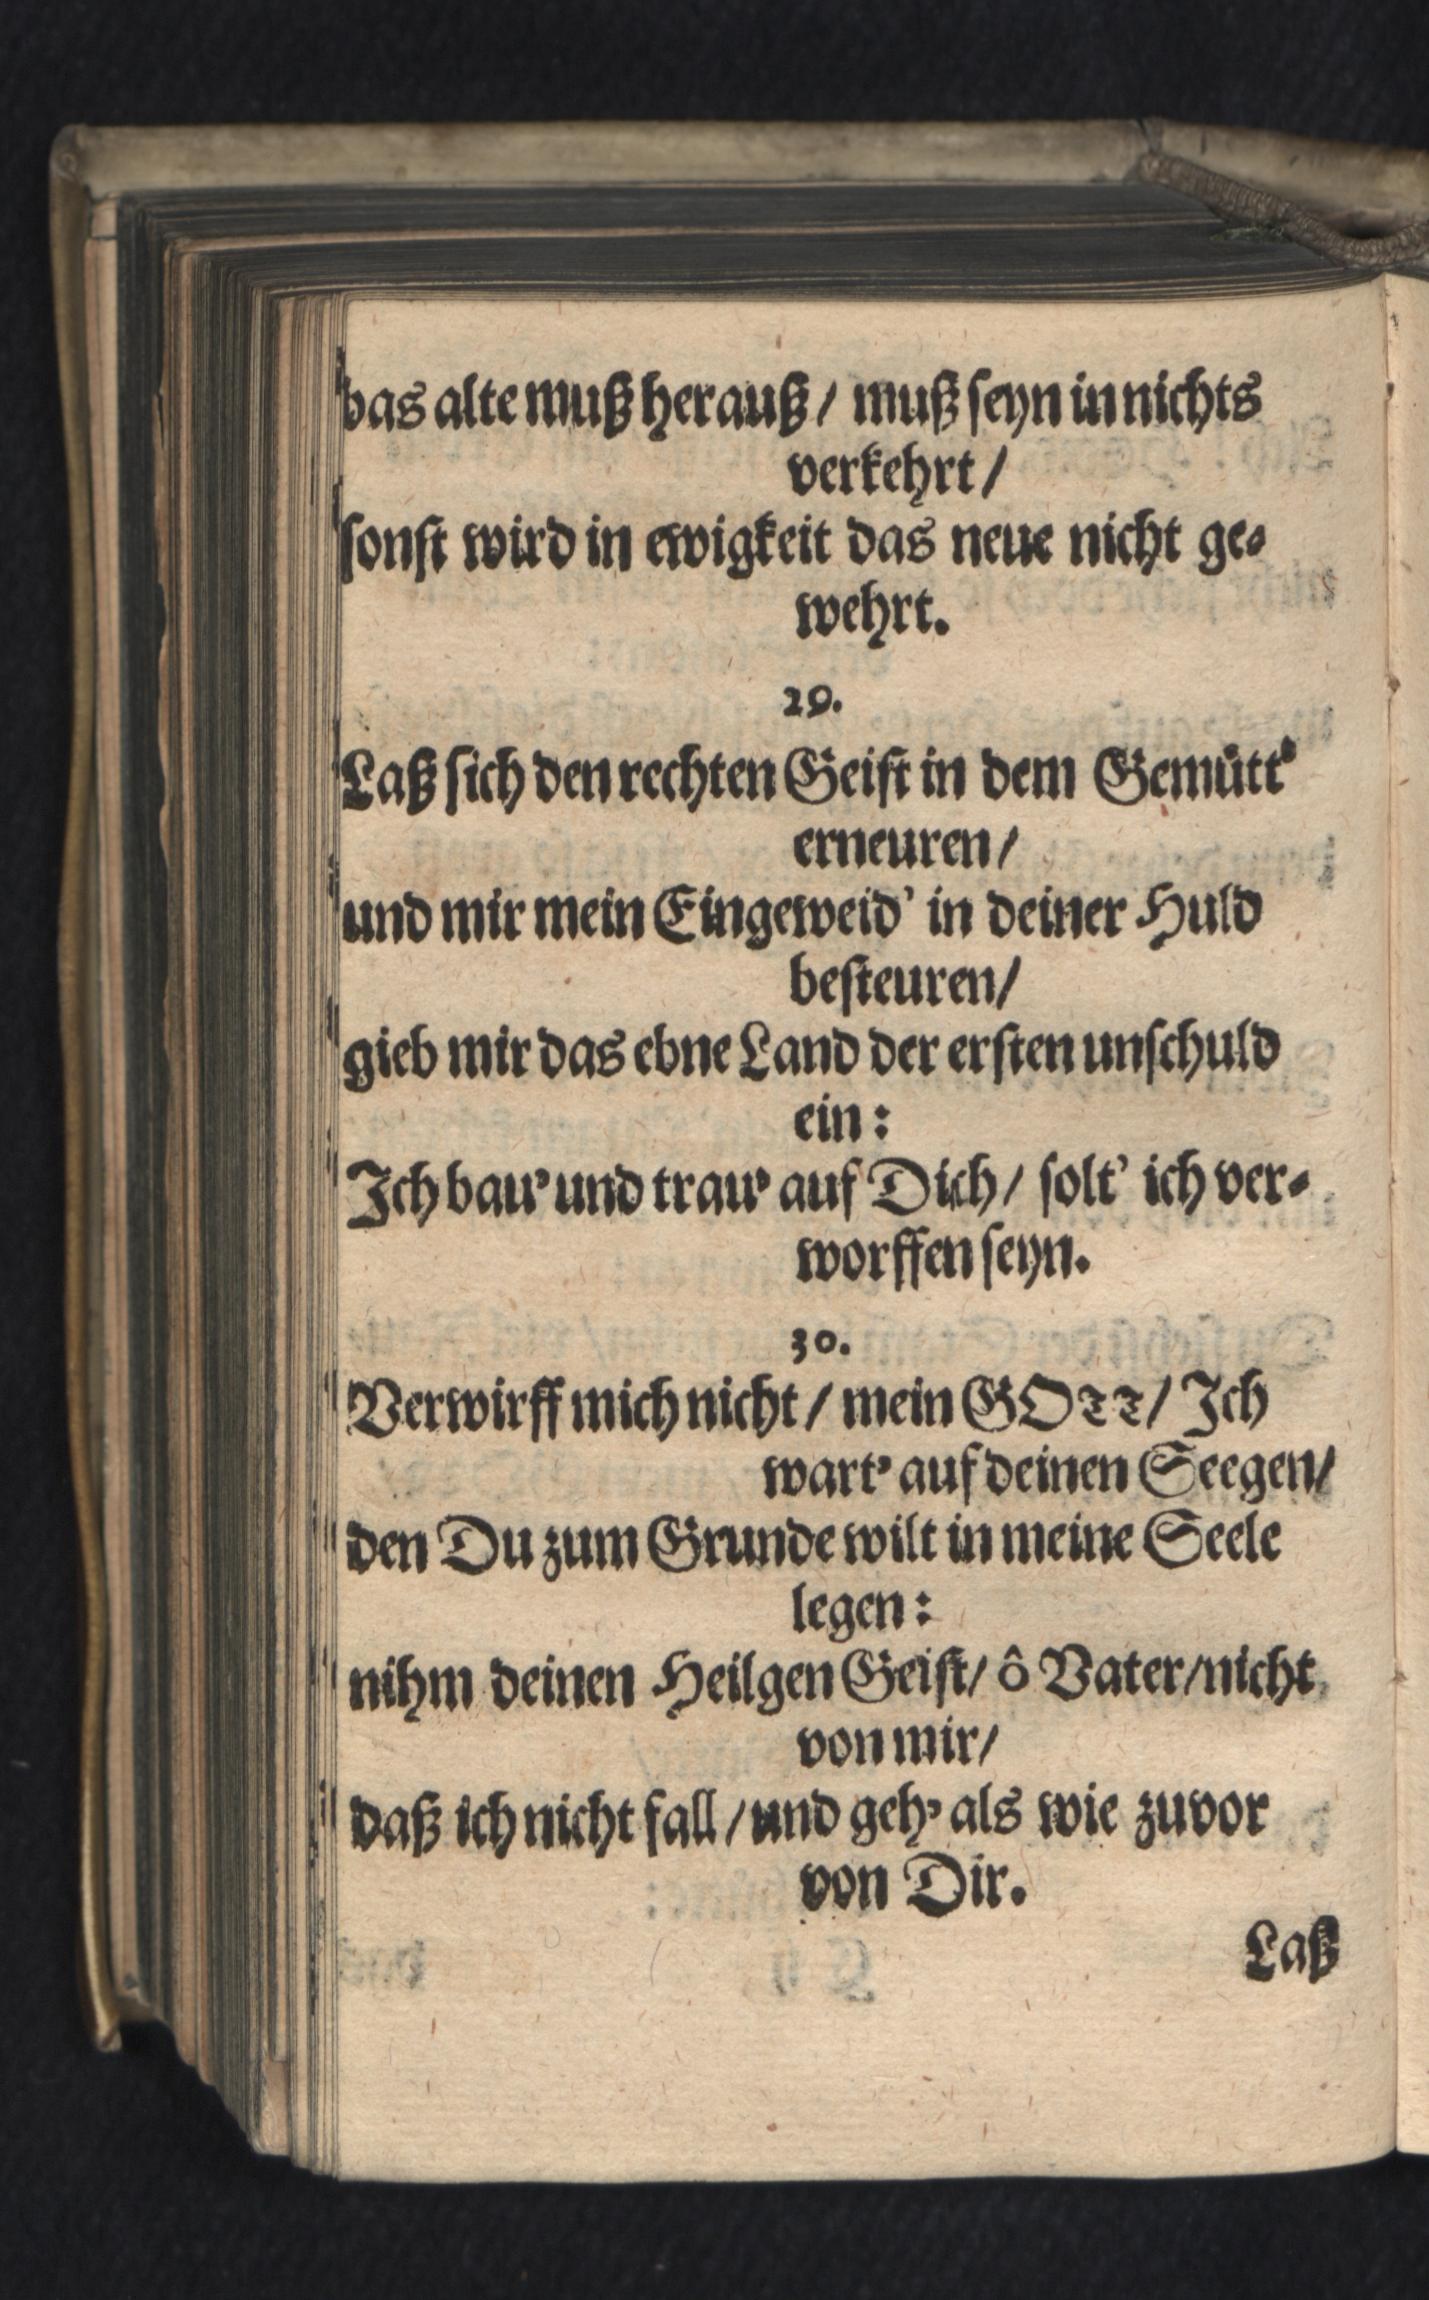 das alte muß herauß / muß seyn in nichts
verkehrt /
sonst wird in ewigkeit das neue nicht ge-
wehrt.
29.
Laß sich den rechten Geist in dem Gemütt'
erneuren /
und mir mein Eingeweid' in deiner Huld
besteuren /
gieb mir das ebne Land der ersten unschuld
ein :
Ich bau' und trau' auf Dich / solt' ich ver-
worffen seyn.
30.
Verwirff mich nicht / mein GOTT / Ich
wart' auf deinen Seegen /
den Du zum Grunde wilt in meine Seele
legen :
nihm deinen Heilgen Geist / ô Vater / nicht
von mir /
daß ich nicht fall / und geh' als wie zuvor
von Dir.
Laß